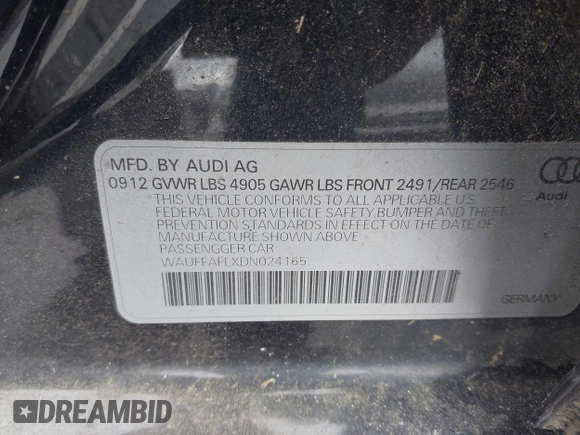 MFD. BY AUDI AG
0912 GVWR LBS 4905 GAWR LBS FRONT 2491/REAR 2546
THIS VEHICLE CONFORMS TO ALL APPLICABLE U.S.
FEDERAL MOTOR VEHICLE SAFETY BUMPER AND THEFT
PREVENTION STANDARDS IN EFFECT ON THE DATE OF
MANUFACTURE SHOWN ABOVE
PASSENGGER CAR
WAUFFAFLXDN024165
Audi
GERMANY
DREAMBID